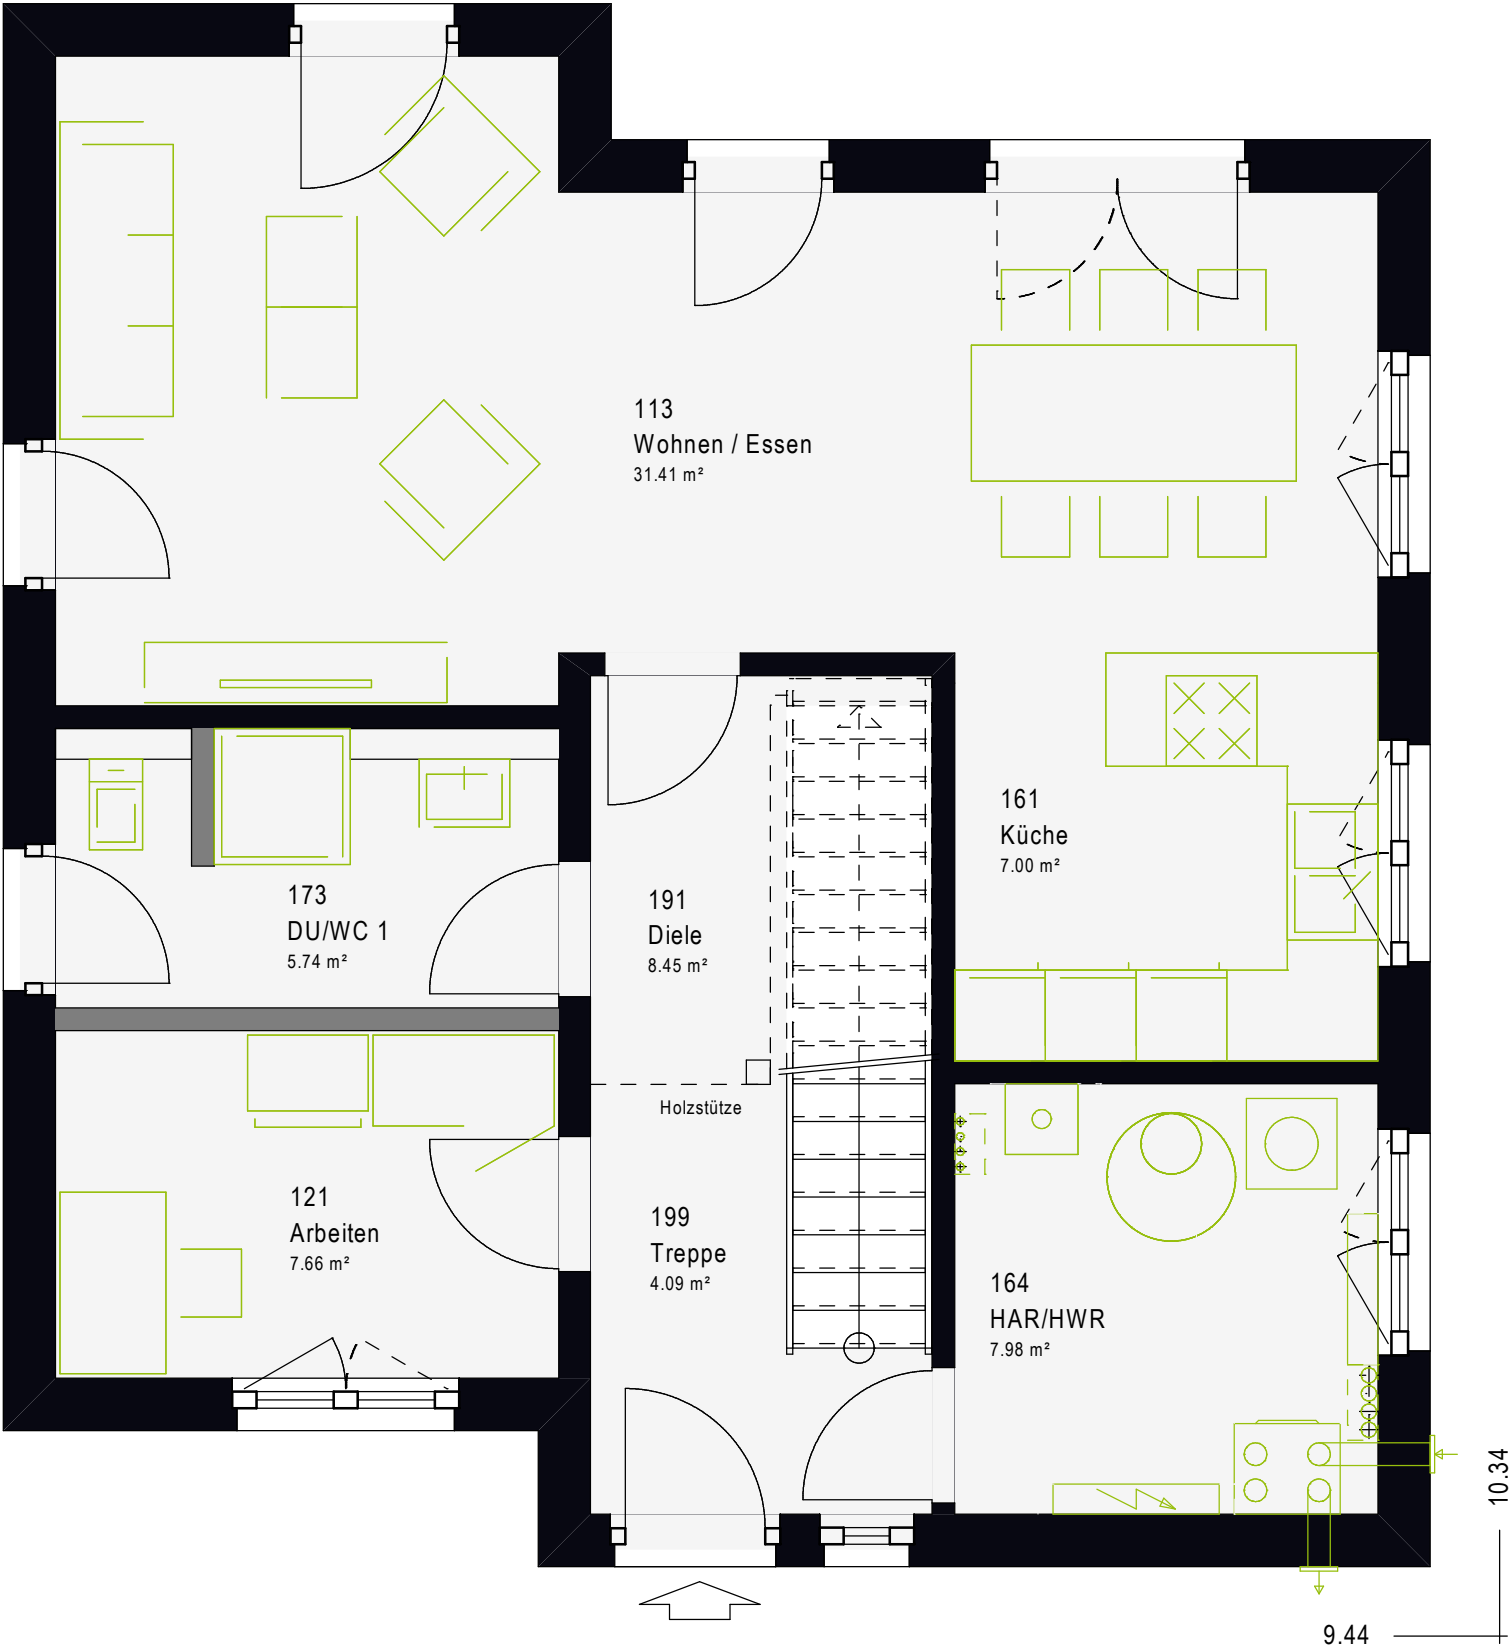 113
Wohnen / Essen
31.41 m²
161
Küche
7.00 m²
173
DU/WC 1
5.74 m²
191
Diele
8.45 m²
Holzstütze
121
Arbeiten
7.66 m²
199
Treppe
4.09 m²
164
HAR/HWR
7.98 m²
10.34
9.44